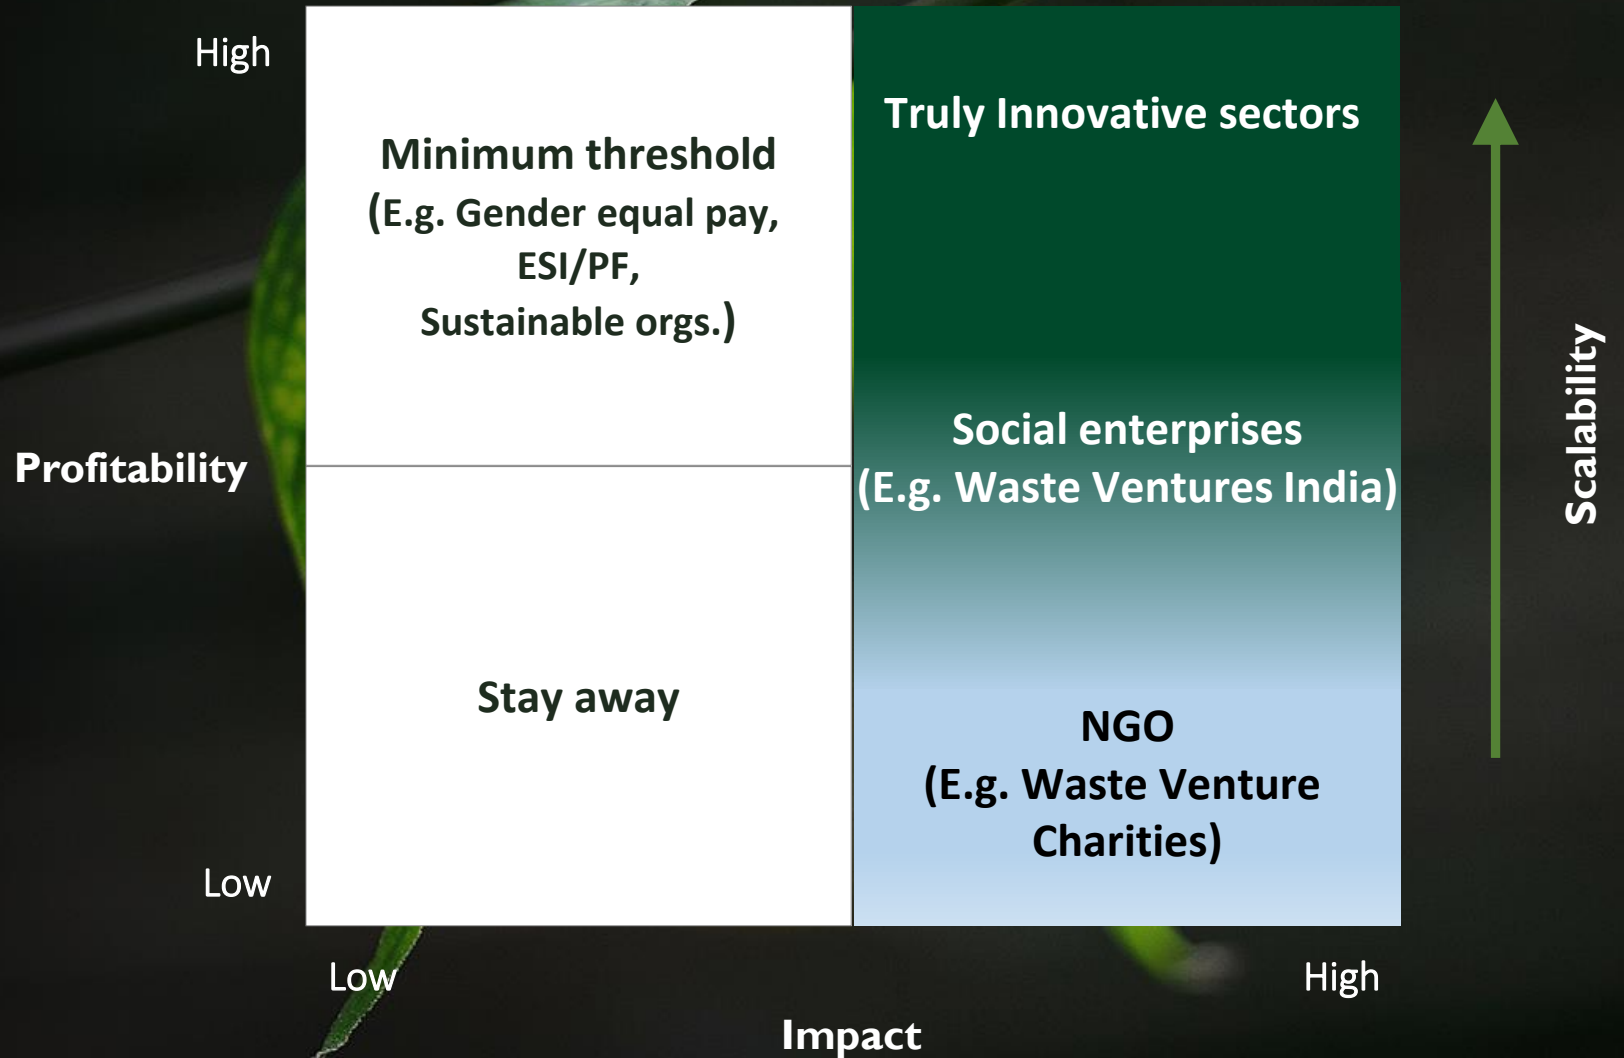 High
Minimum threshold
(E.g. Gender equal pay,
ESI/PF,
Sustainable orgs.)
Truly Innovative sectors
Profitability
Social enterprises
(E.g. Waste Ventures India)
Scalability
Stay away
NGO
(E.g. Waste Venture
Charities)
Low
Low
High
Impact